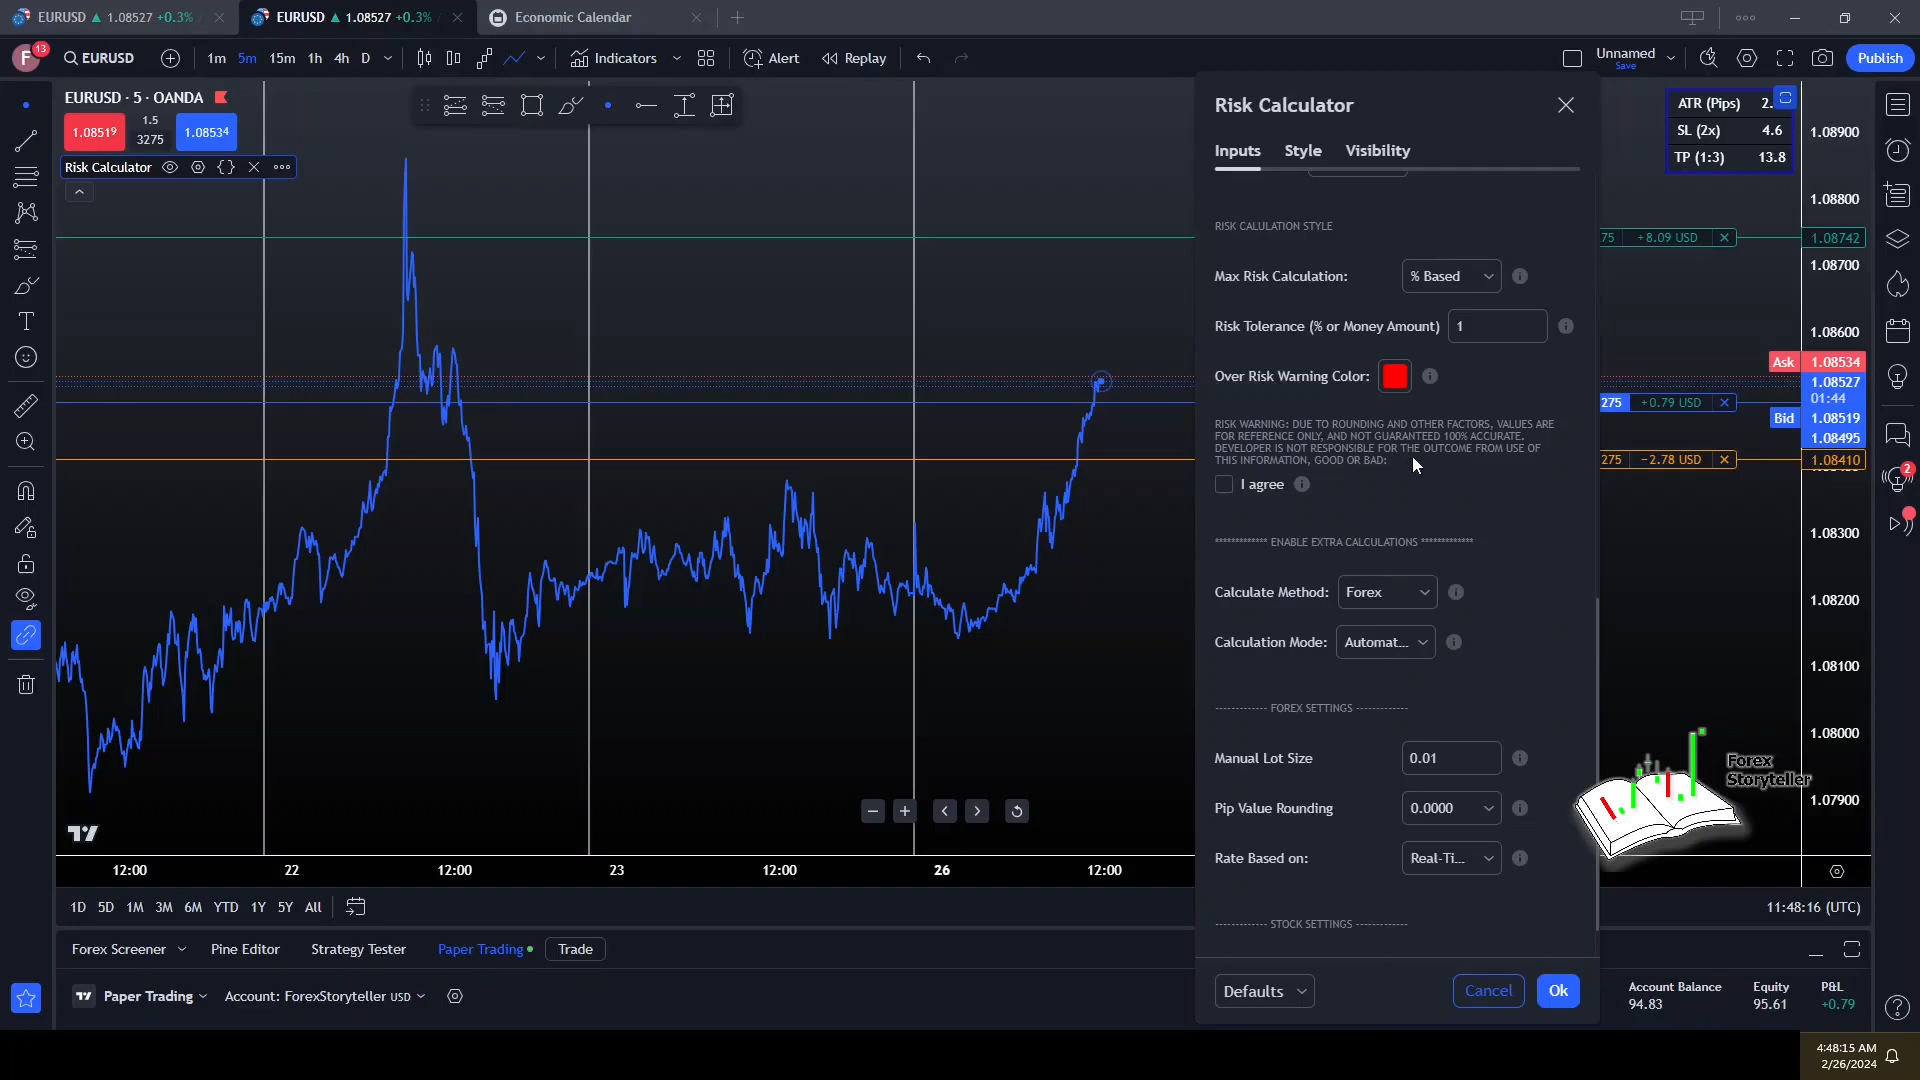 EURUSD ▲ 1.08527 +0.3%
EURUSD ▲ 1.08527 +0.3%
Economic Calendar
F 13
EURUSD
1m 5m 15m 1h 4h D
Indicators
Alert
Replay
Unnamed
Save
Publish
EURUSD · 5 · OANDA
1.08519
1.5
3275
1.08534
Risk Calculator
Risk Calculator
Inputs Style Visibility
RISK CALULATION STYLE
Max Risk Calculation: % Based
Risk Tolerance (% or Money Amount) 1
Over Risk Warning Color:
RISK WARNING: DUE TO ROUNDING AND OTHER FACTORS, VALUES ARE
FOR REFERENCE ONLY, AND NOT GUARANTEED 100% ACCURATE.
DEVELOPER IS NOT RESPONSIBLE FOR THE OUTCOME FROM USE OF
THIS INFORMATION, GOOD OR BAD:
I agree
************* ENABLE EXTRA CALCULATIONS *************
Calculate Method: Forex
Calculation Mode: Automat...
------------- FOREX SETTINGS -------------
Manual Lot Size 0.01
Pip Value Rounding 0.0000
Rate Based on: Real-Ti...
------------- STOCK SETTINGS -------------
Defaults
Cancel
Ok
ATR (Pips) 2.
SL (2x) 4.6
TP (1:3) 13.8
75 +8.09 USD
275 +0.79 USD
275 −2.78 USD
1.08900
1.08800
1.08742
1.08700
1.08600
Ask 1.08534
1.08527
01:44
Bid 1.08519
1.08495
1.08410
1.08300
1.08200
1.08100
1.08000
1.07900
2
Forex
Storyteller
12:00 22 12:00 23 12:00 26 12:00
1D 5D 1M 3M 6M YTD 1Y 5Y All
11:48:16 (UTC)
Forex Screener
Pine Editor
Strategy Tester
Paper Trading
Trade
Paper Trading
Account: ForexStoryteller USD
Account Balance
94.83
Equity
95.61
P&L
+0.79
4:48:15 AM
2/26/2024